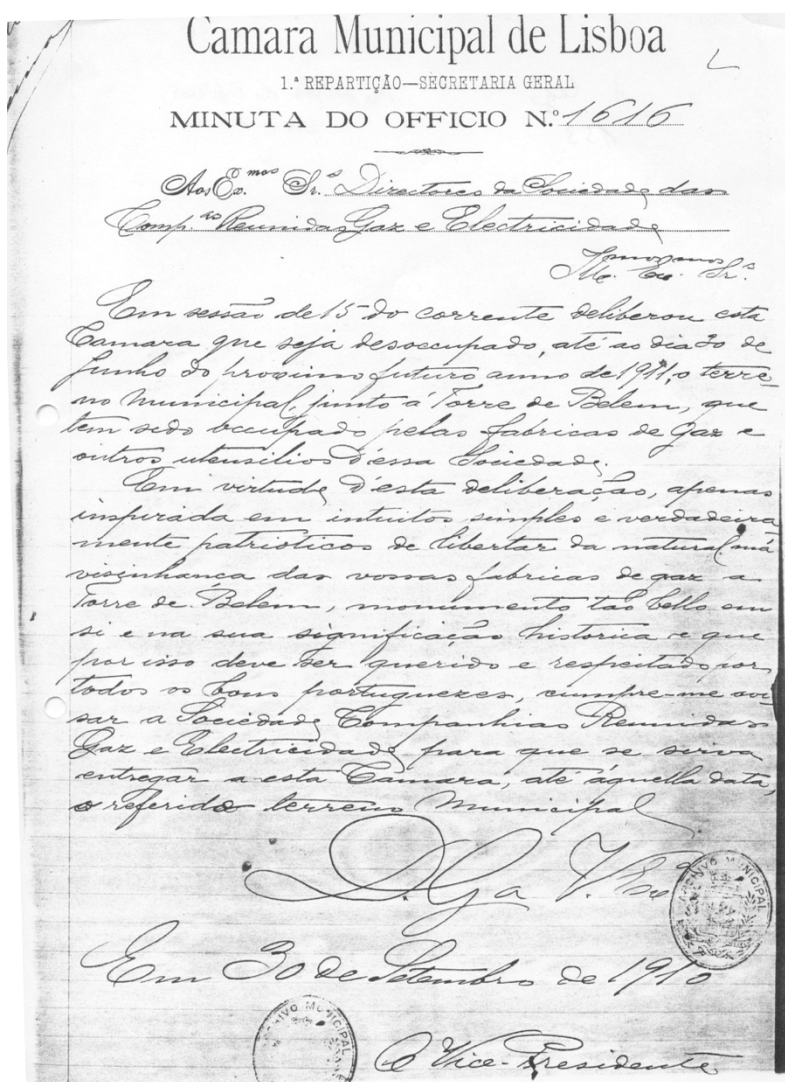 Camara Municipal de Lisboa
1.ª REPARTIÇÃO—SECRETARIA GERAL
MINUTA DO OFFICIO N.º 1616
Aos Ex.mos Sr.s Directores da Sociedade das
Comp.as Reunidas Gaz e Electricidade
Sr.s
Em sessão de 15 do corrente deliberou esta
Camara que seja desoccupado, até ao dia 30 de
Junho do proximo futuro anno de 1911, o terre-
no Municipal, junto á Torre de Belem, que
tem sido occupado pelas fabricas de Gaz e
outros utensilios d'essa Sociedade.
Em virtude d'esta deliberação, apenas
inspirada em intuitos simples e verdadeira
mente patrioticos de libertar da natural má
visinhança das vossas fabricas de gaz a
Torre de Belem, monumento tão bello em
si e na sua significação historica e que
por isso deve ser querido e respeitado por
todos os bons portuguezes, cumpre-me avi
sar a Sociedade Companhias Reunidas
Gaz e Electricidade para que se sirva
entregar a esta Camara, até áquella data,
o referido terreno Municipal.
D. Ga V.
ARCHIVO MUNICIPAL
Em 30 de Setembro de 1910
ARCHIVO MUNICIPAL
O Vice-Presidente